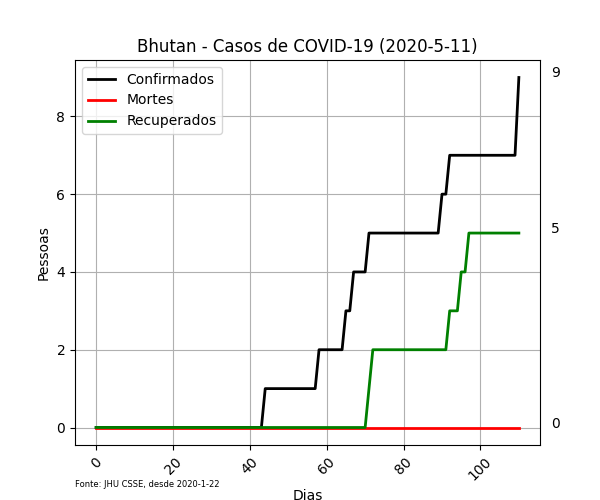 Bhutan - Casos de COVID-19 (2020-5-11)
Confirmados
Mortes
Recuperados
9
5
0
8
6
4
2
0
Pessoas
0
20
40
60
80
100
Fonte: JHU CSSE, desde 2020-1-22
Dias